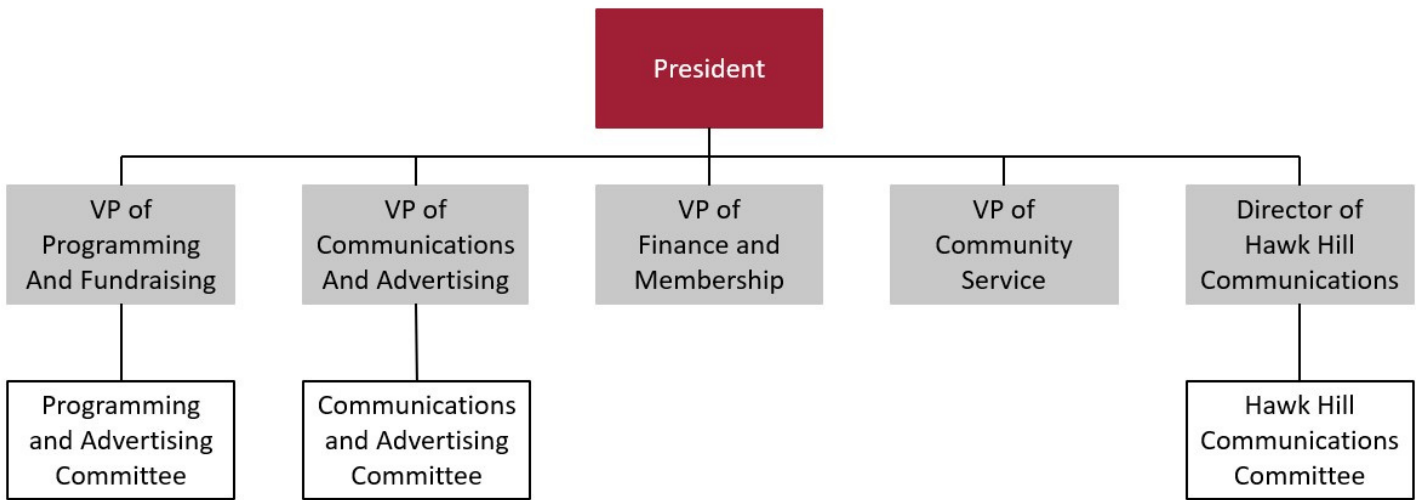 President
VP of
Programming
And Fundraising
VP of
Communications
And Advertising
VP of
Finance and
Membership
VP of
Community
Service
Director of
Hawk Hill
Communications
Programming
and Advertising
Committee
Communications
and Advertising
Committee
Hawk Hill
Communications
Committee